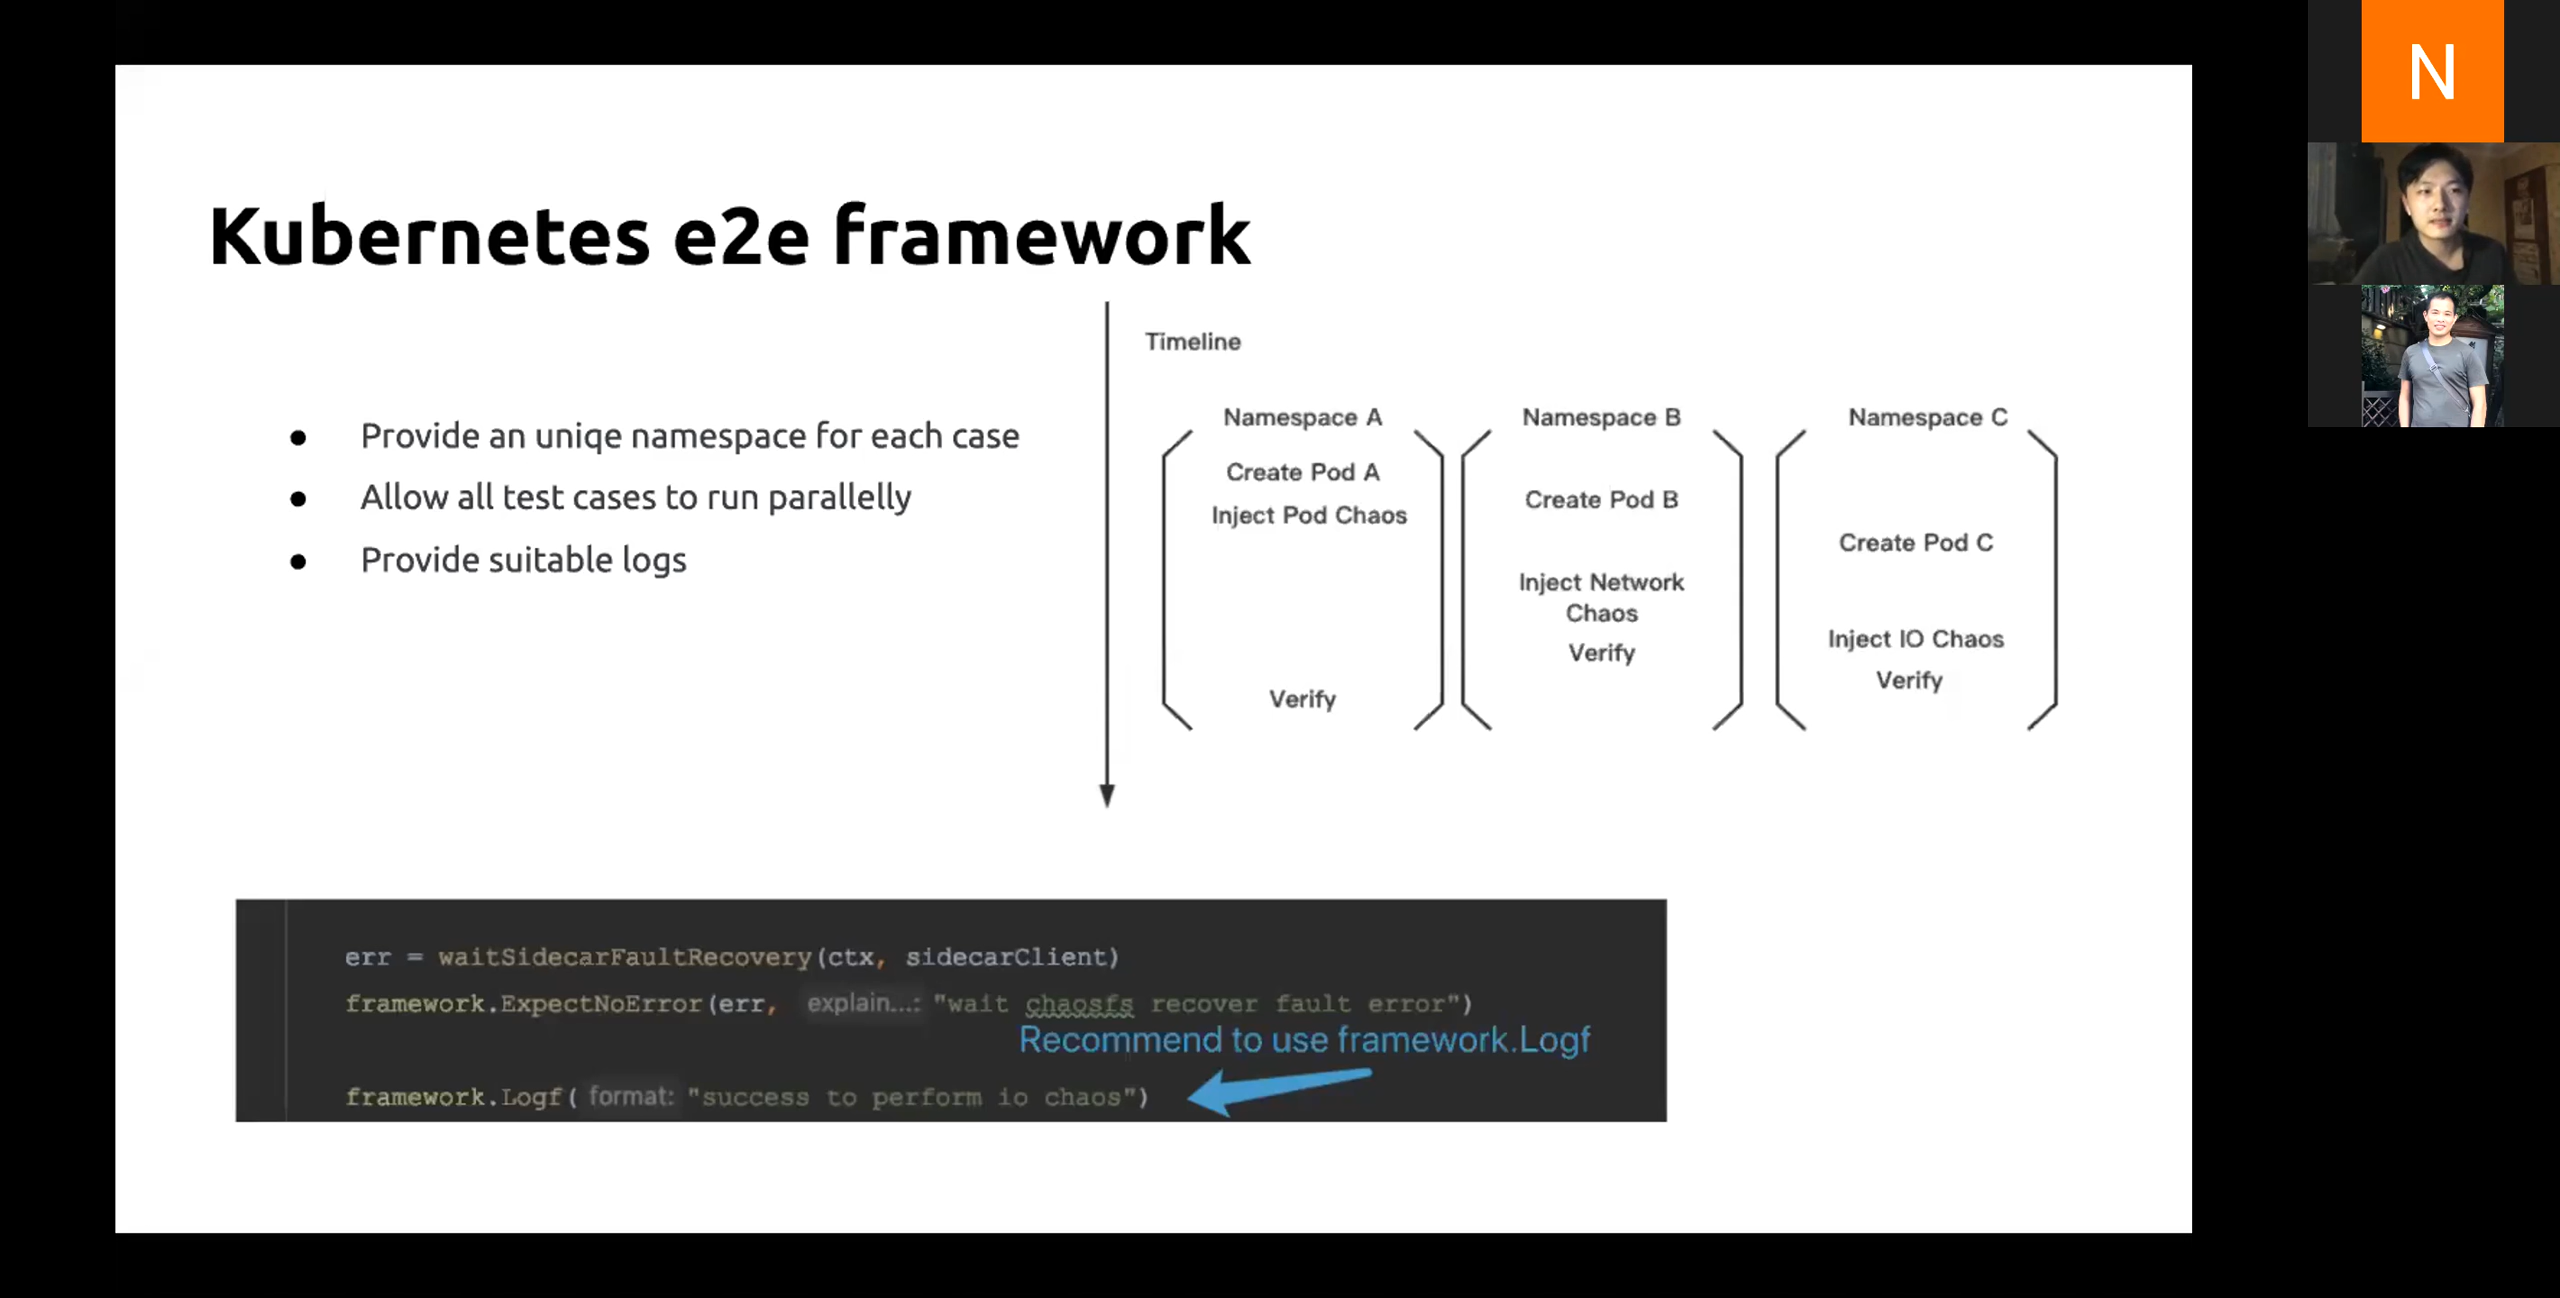 N
Kubernetes e2e framework
Provide an uniqe namespace for each case
Allow all test cases to run parallelly
Provide suitable logs
Timeline
Namespace A
Create Pod A
Inject Pod Chaos
Verify
Namespace B
Create Pod B
Inject Network
Chaos
Verify
Namespace C
Create Pod C
Inject IO Chaos
Verify
err = waitSidecarFaultRecovery(ctx, sidecarClient)
framework.ExpectNoError(err, explain...: "wait chaosfs recover fault error")
Recommend to use framework.Logf
framework.Logf( format: "success to perform io chaos")